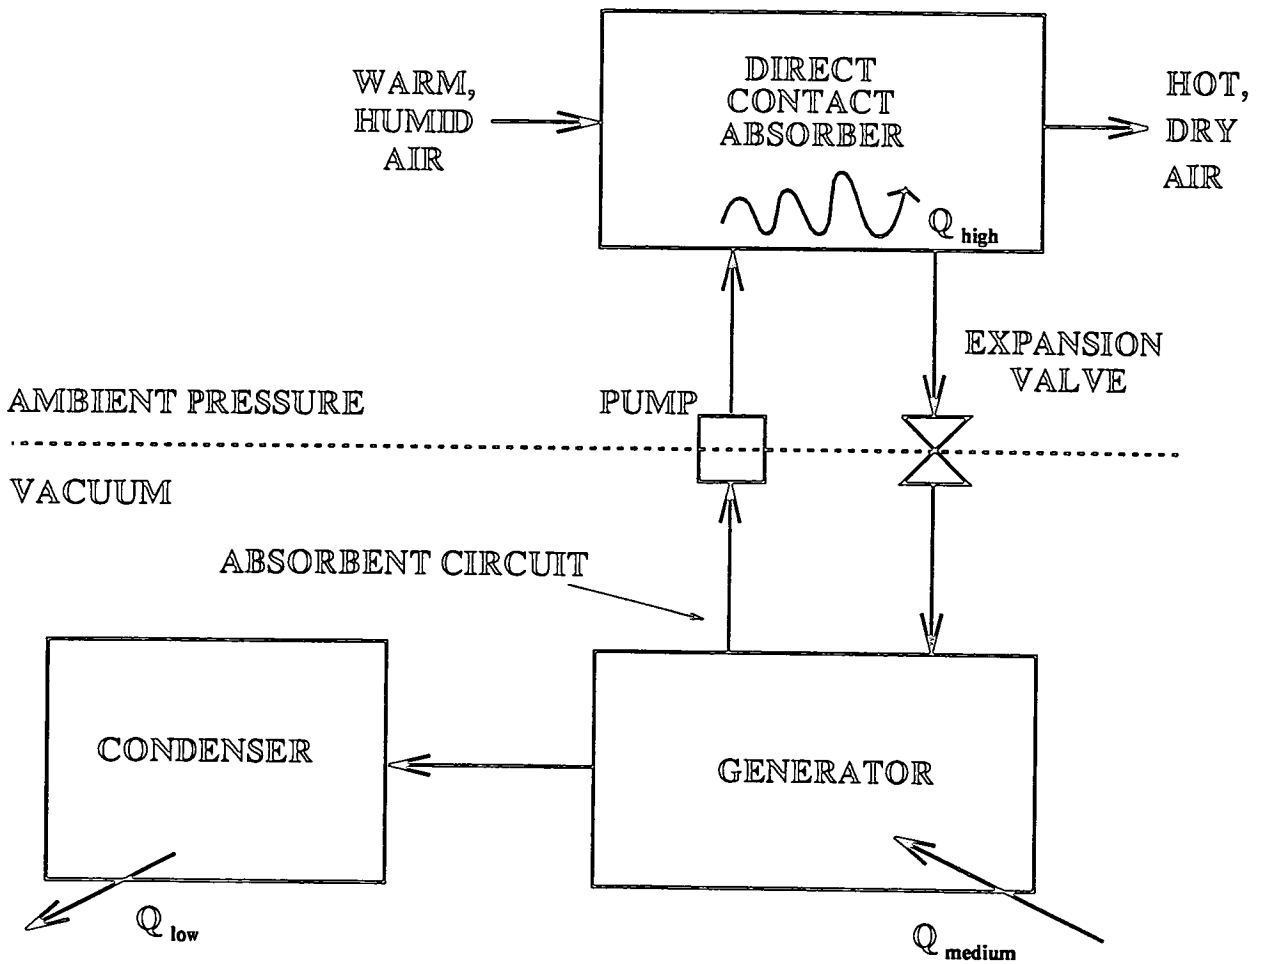 WARM,
HUMID
AIR
DIRECT
CONTACT
ABSORBER
Q high
HOT,
DRY
AIR
EXPANSION
VALVE
AMBIENT PRESSURE
PUMP
VACUUM
ABSORBENT CIRCUIT
CONDENSER
GENERATOR
Q low
Q medium